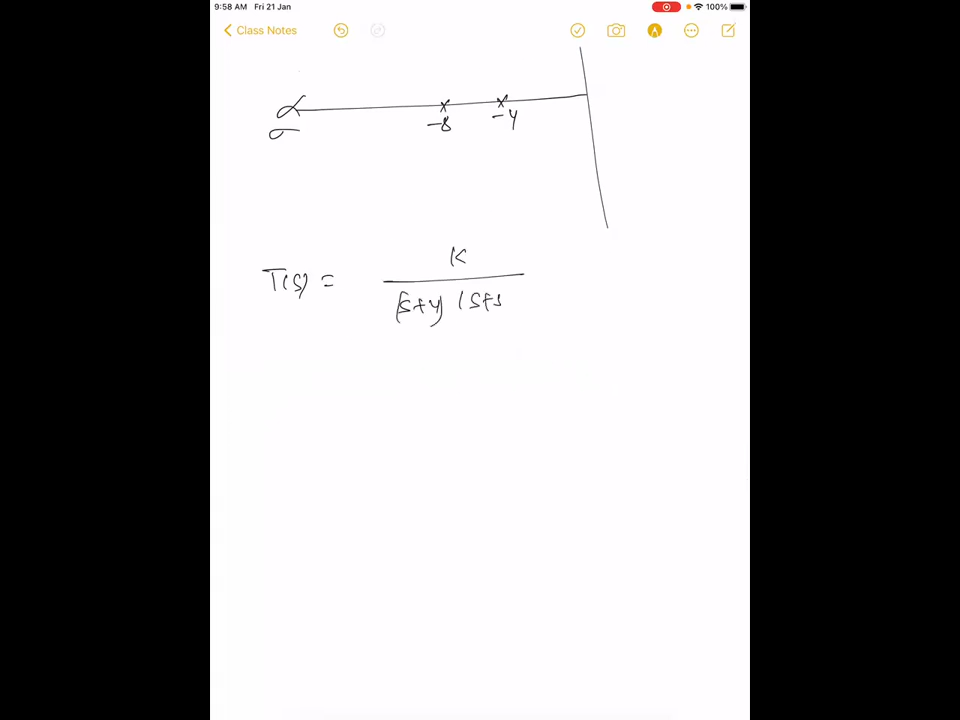 9:58 AM Fri 21 Jan 100%
Class Notes
-8 -4
σ
K
T(s) =
(s+4) (s+